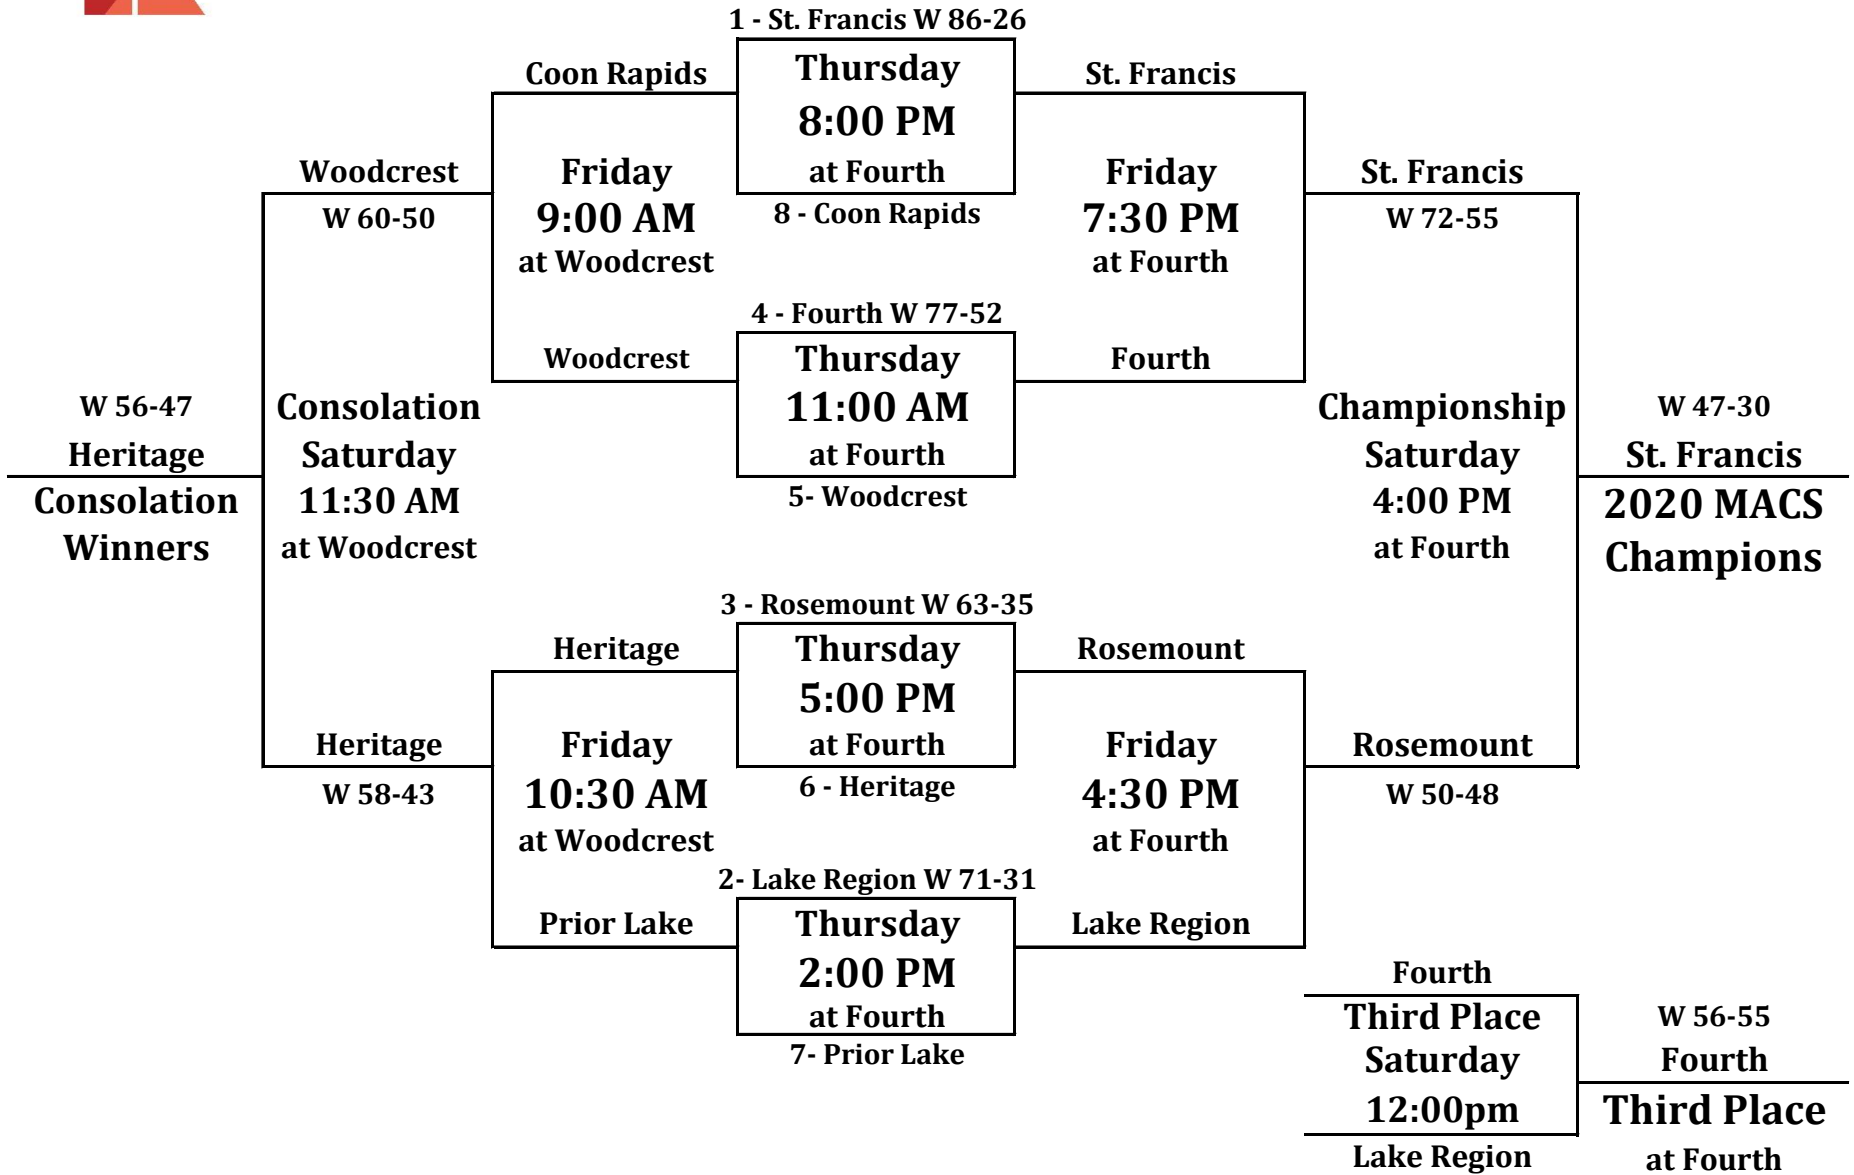 1 - St. Francis W 86-26
Coon Rapids
Thursday
St. Francis
8:00 PM
Woodcrest
Friday
at Fourth
Friday
St. Francis
W 60-50
9:00 AM
8 - Coon Rapids
7:30 PM
W 72-55
at Woodcrest
at Fourth
4 - Fourth W 77-52
Woodcrest
Thursday
Fourth
W 56-47
Consolation
11:00 AM
Championship
W 47-30
Heritage
Saturday
at Fourth
Saturday
St. Francis
Consolation
11:30 AM
5- Woodcrest
4:00 PM
2020 MACS
Winners
at Woodcrest
at Fourth
Champions
3 - Rosemount W 63-35
Heritage
Thursday
Rosemount
5:00 PM
Heritage
Friday
at Fourth
Friday
Rosemount
W 58-43
10:30 AM
6 - Heritage
4:30 PM
W 50-48
at Woodcrest
at Fourth
2- Lake Region W 71-31
Prior Lake
Thursday
Lake Region
2:00 PM
Fourth
at Fourth
Third Place
W 56-55
7- Prior Lake
Saturday
Fourth
12:00pm
Third Place
Lake Region
at Fourth